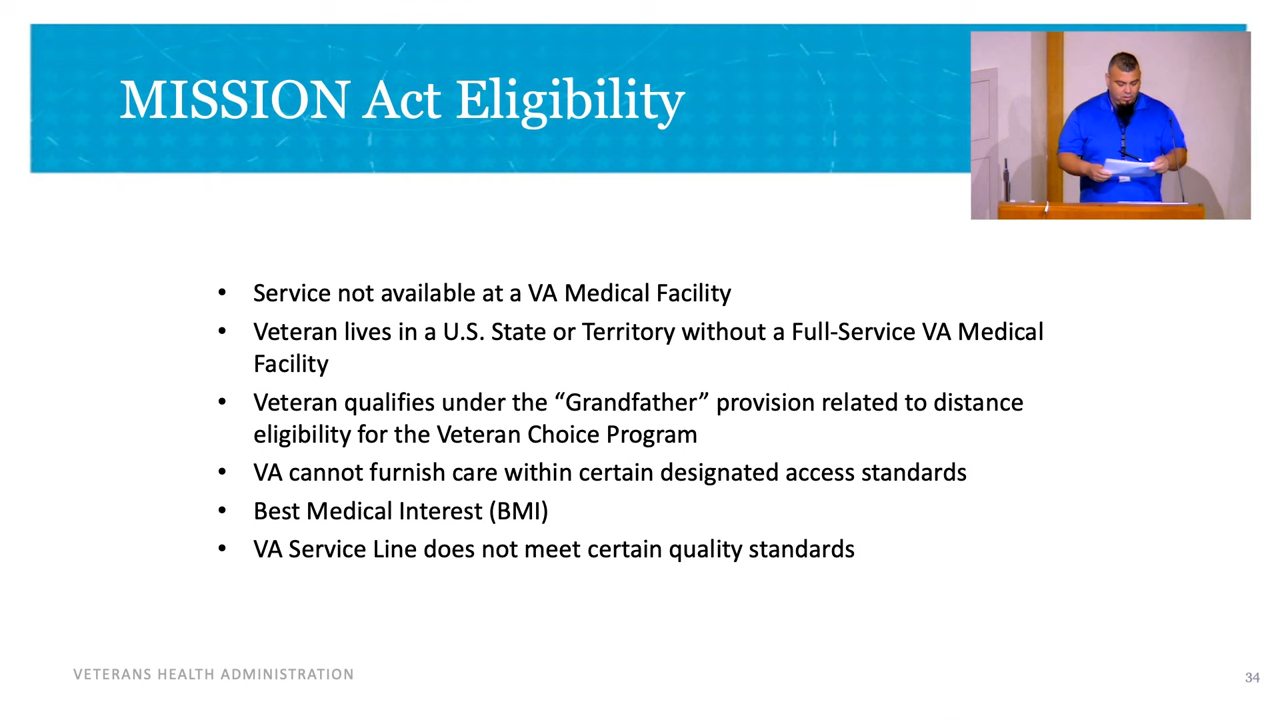 MISSION Act Eligibility
• Service not available at a VA Medical Facility
• Veteran lives in a U.S. State or Territory without a Full-Service VA Medical
Facility
• Veteran qualifies under the “Grandfather” provision related to distance
eligibility for the Veteran Choice Program
• VA cannot furnish care within certain designated access standards
• Best Medical Interest (BMI)
• VA Service Line does not meet certain quality standards
VETERANS HEALTH ADMINISTRATION
34